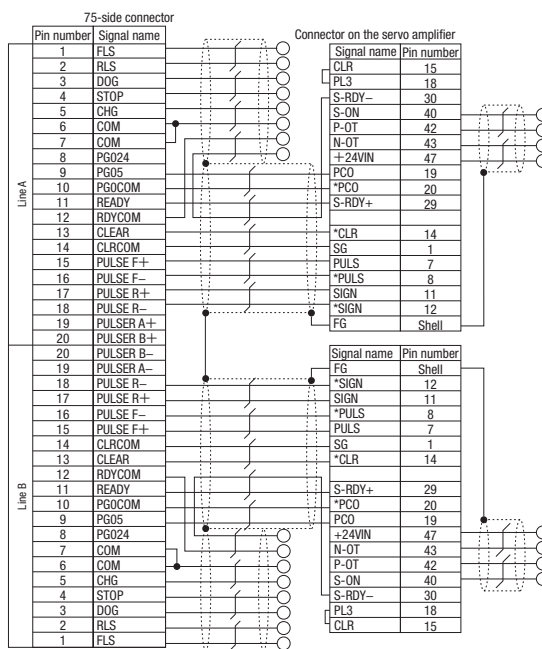 75-side connector
Pin number Signal name
Line A
1 FLS
2 RLS
3 DOG
4 STOP
5 CHG
6 COM
7 COM
8 PG024
9 PG05
10 PG0COM
11 READY
12 RDYCOM
13 CLEAR
14 CLRCOM
15 PULSE F+
16 PULSE F−
17 PULSE R+
18 PULSE R−
19 PULSER A+
20 PULSER B+
Line B
20 PULSER B−
19 PULSER A−
18 PULSE R−
17 PULSE R+
16 PULSE F−
15 PULSE F+
14 CLRCOM
13 CLEAR
12 RDYCOM
11 READY
10 PG0COM
9 PG05
8 PG024
7 COM
6 COM
5 CHG
4 STOP
3 DOG
2 RLS
1 FLS
Connector on the servo amplifier
Signal name Pin number
CLR 15
PL3 18
S-RDY− 30
S-ON 40
P-OT 42
N-OT 43
+24VIN 47
PCO 19
*PCO 20
S-RDY+ 29
*CLR 14
SG 1
PULS 7
*PULS 8
SIGN 11
*SIGN 12
FG Shell
Signal name Pin number
FG Shell
*SIGN 12
SIGN 11
*PULS 8
PULS 7
SG 1
*CLR 14
S-RDY+ 29
*PCO 20
PCO 19
+24VIN 47
N-OT 43
P-OT 42
S-ON 40
S-RDY− 30
PL3 18
CLR 15